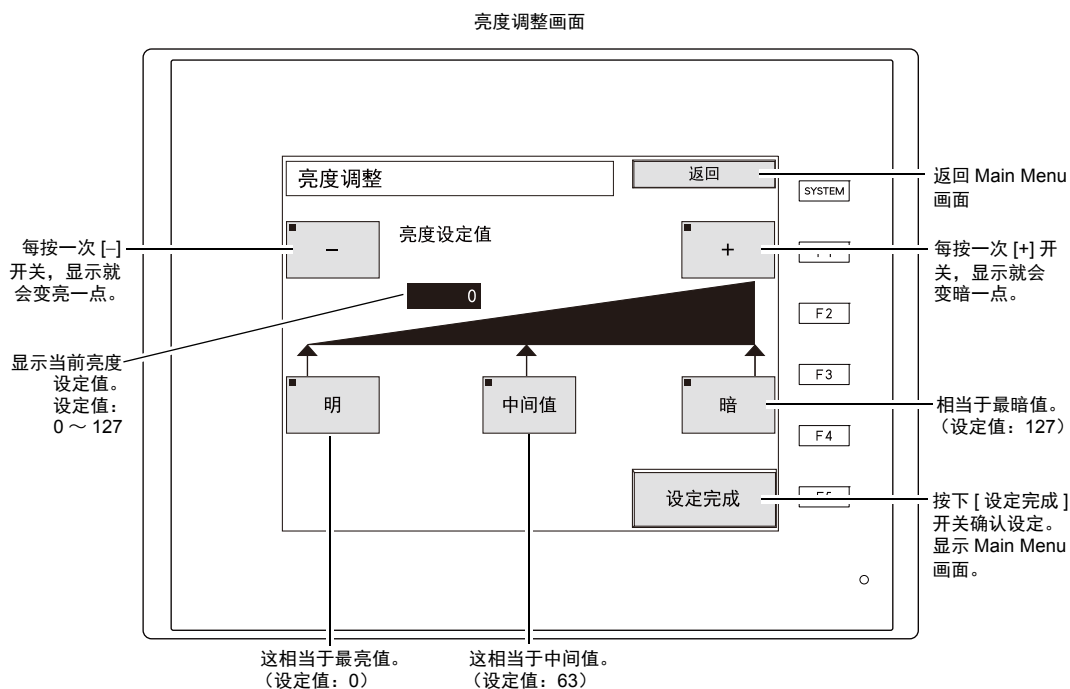 亮度调整画面
亮度调整
返回
SYSTEM
返回 Main Menu
画面
每按一次 [–]
开关，显示就
会变亮一点。
–
亮度设定值
+
每按一次 [+] 开
关，显示就会
变暗一点。
0
F2
显示当前亮度
设定值。
设定值：
0 ～ 127
F3
明
中间值
暗
相当于最暗值。
（设定值：127）
F4
设定完成
按下 [ 设定完成 ]
开关确认设定。
显示 Main Menu
画面。
这相当于最亮值。
（设定值：0）
这相当于中间值。
（设定值：63）